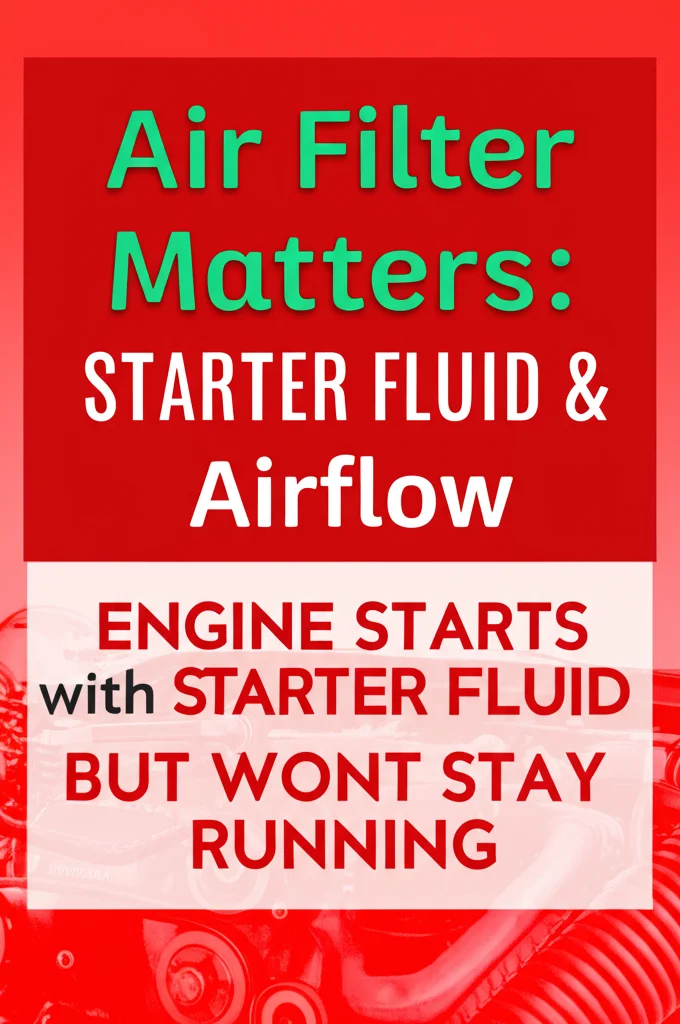 Air Filter
Matters:
STARTER FLUID &
Airflow
ENGINE STARTS
with STARTER FLUID
BUT WONT STAY
RUNNING